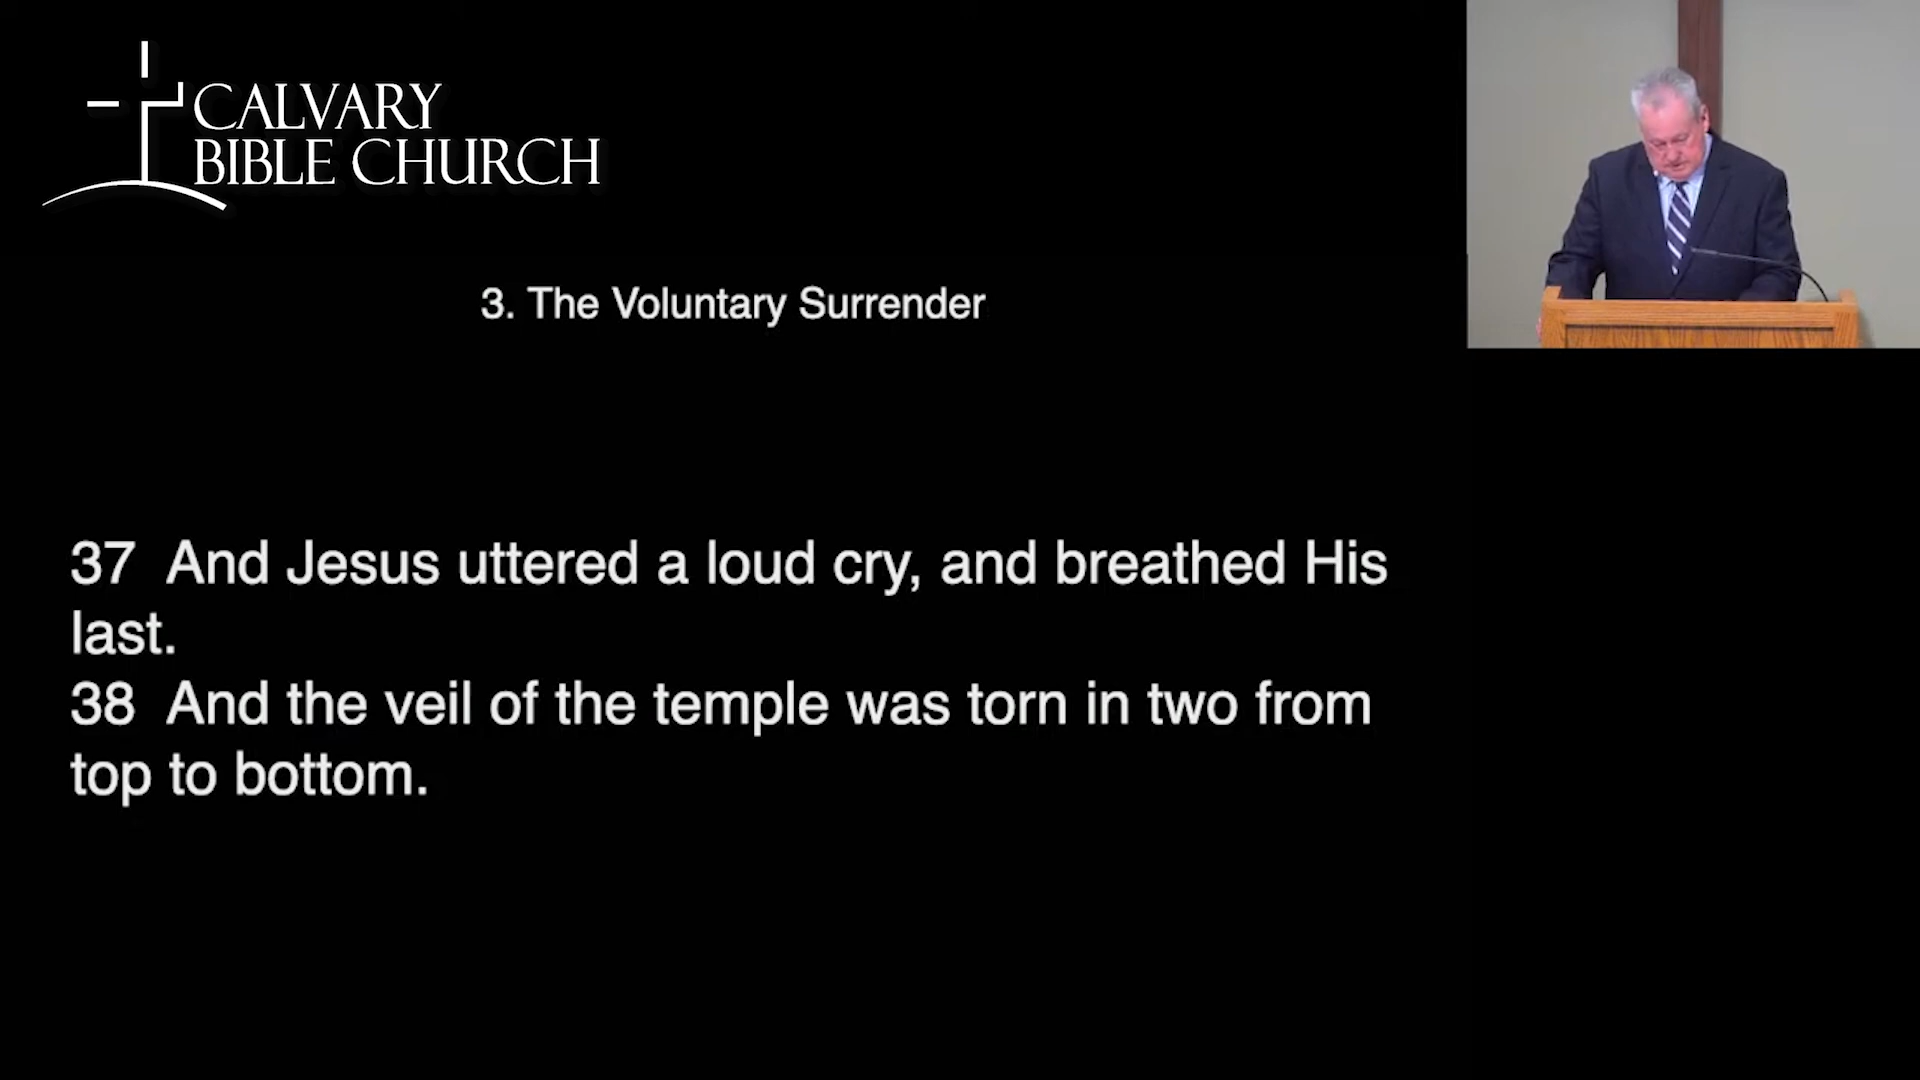 CALVARY
BIBLE CHURCH
3. The Voluntary Surrender
37  And Jesus uttered a loud cry, and breathed His
last.
38  And the veil of the temple was torn in two from
top to bottom.